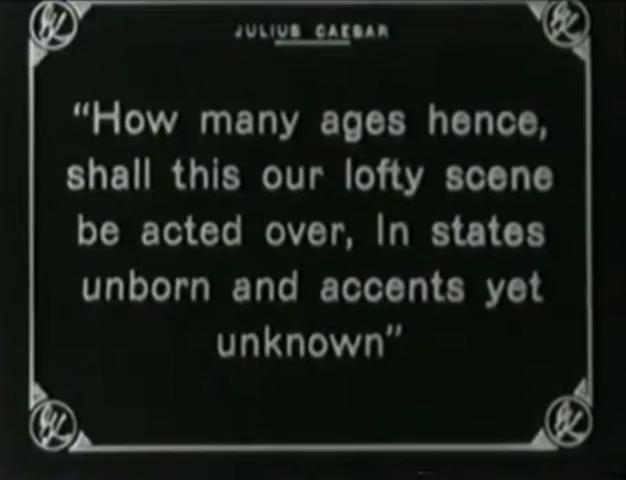 JULIUS CAESAR
"How many ages hence,
shall this our lofty scene
be acted over, In states
unborn and accents yet
unknown"